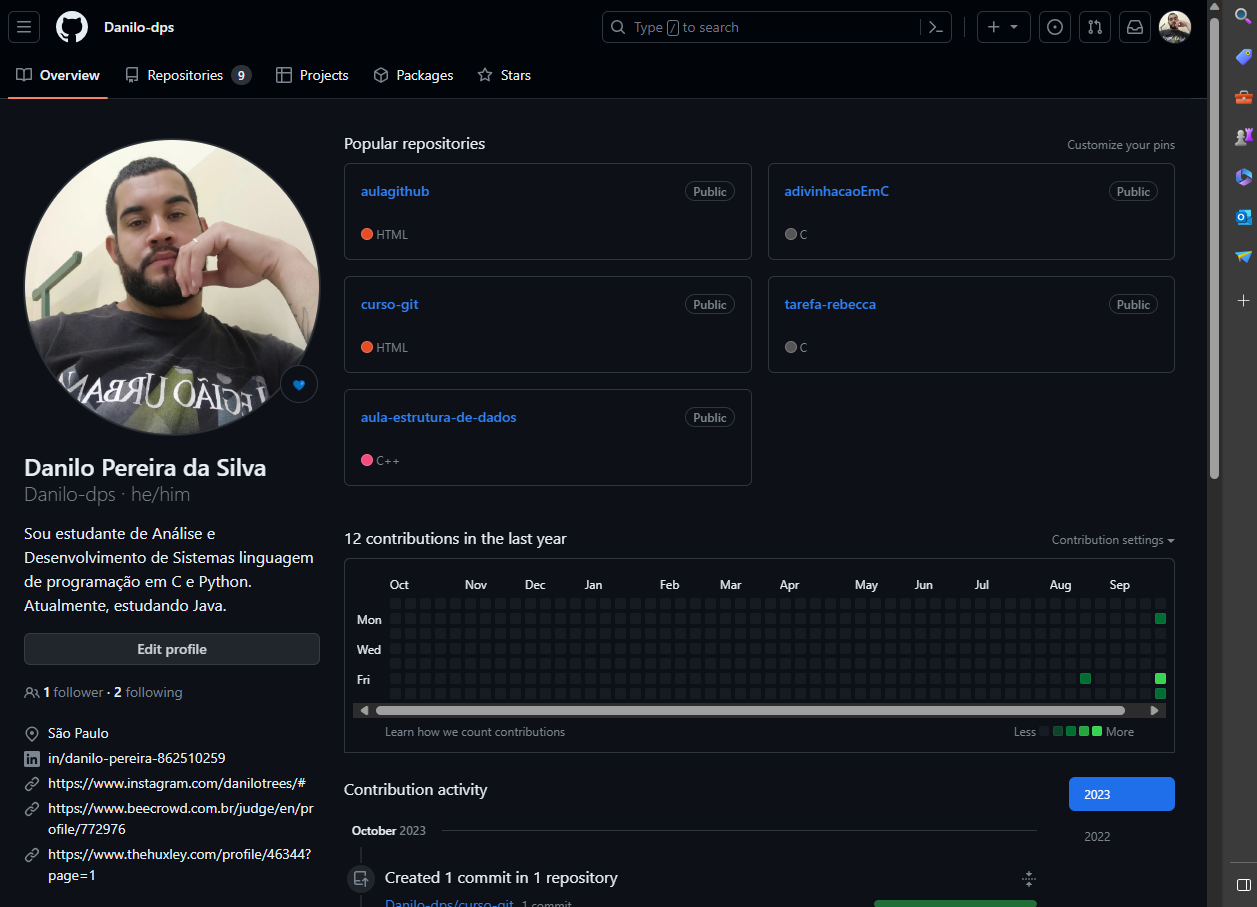 Danilo-dps
Type / to search
Overview
Repositories 9
Projects
Packages
Stars
Popular repositories
Customize your pins
aulagithub Public
HTML
adivinhacaoEmC Public
C
curso-git Public
HTML
tarefa-rebecca Public
C
aula-estrutura-de-dados Public
C++
LEGIÃO URBANA
Danilo Pereira da Silva
Danilo-dps · he/him
Sou estudante de Análise e
Desenvolvimento de Sistemas linguagem
de programação em C e Python.
Atualmente, estudando Java.
Edit profile
1 follower · 2 following
São Paulo
in/danilo-pereira-862510259
https://www.instagram.com/danilotrees/#
https://www.beecrowd.com.br/judge/en/pr
ofile/772976
https://www.thehuxley.com/profile/46344?
page=1
12 contributions in the last year
Contribution settings
Oct Nov Dec Jan Feb Mar Apr May Jun Jul Aug Sep
Mon
Wed
Fri
Learn how we count contributions
Less More
Contribution activity
2023
2022
October 2023
Created 1 commit in 1 repository
Danilo-dps/curso-git 1 commit